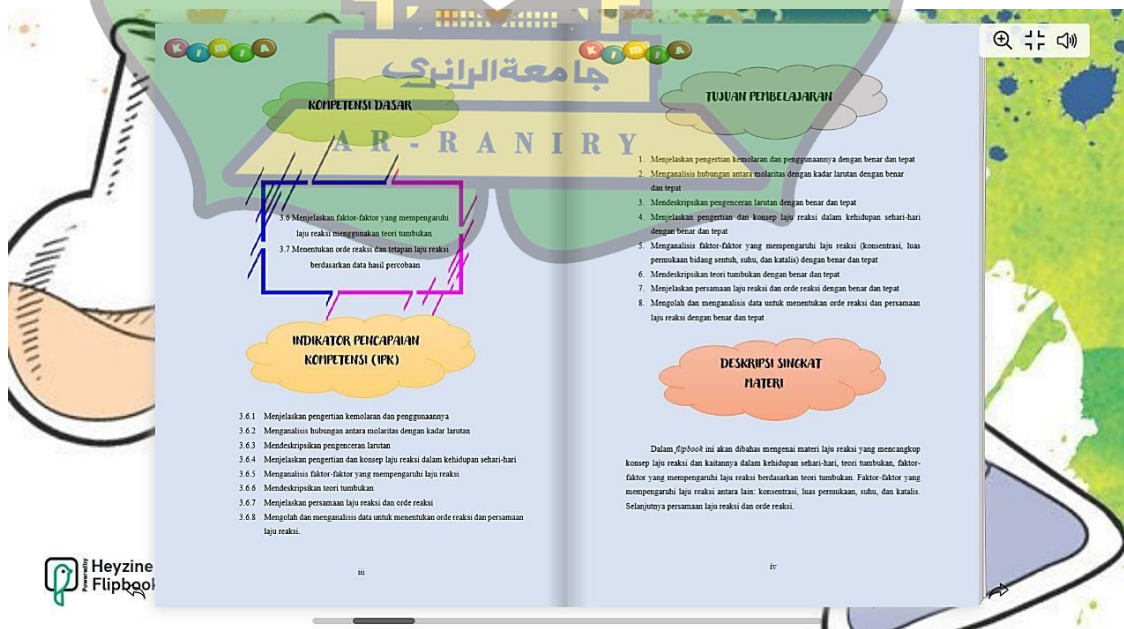 KIMIA
KOMPETENSI DASAR
3.6 Menjelaskan faktor-faktor yang mempengaruhi
laju reaksi menggunakan teori tumbukan
3.7 Menentukan orde reaksi dan tetapan laju reaksi
berdasarkan data hasil percobaan
INDIKATOR PENCAPAIAN
KOMPETENSI (IPK)
3.6.1 Menjelaskan pengertian kemolaran dan penggunaannya
3.6.2 Menganalisis hubungan antara molaritas dengan kadar larutan
3.6.3 Mendeskripsikan pengenceran larutan
3.6.4 Menjelaskan pengertian dan konsep laju reaksi dalam kehidupan sehari-hari
3.6.5 Menganalisis faktor-faktor yang mempengaruhi laju reaksi
3.6.6 Mendeskripsikan teori tumbukan
3.6.7 Menjelaskan persamaan laju reaksi dan orde reaksi
3.6.8 Mengolah dan menganalisis data untuk menentukan orde reaksi dan persamaan
laju reaksi.
iii
KIMIA
TUJUAN PEMBELAJARAN
1. Menjelaskan pengertian kemolaran dan penggunaannya dengan benar dan tepat
2. Menganalisis hubungan antara molaritas dengan kadar larutan dengan benar
dan tepat
3. Mendeskripsikan pengenceran larutan dengan benar dan tepat
4. Menjelaskan pengertian dan konsep laju reaksi dalam kehidupan sehari-hari
dengan benar dan tepat
5. Menganalisis faktor-faktor yang mempengaruhi laju reaksi (konsentrasi, luas
permukaan bidang sentuh, suhu, dan katalis) dengan benar dan tepat
6. Mendeskripsikan teori tumbukan dengan benar dan tepat
7. Menjelaskan persamaan laju reaksi dan orde reaksi dengan benar dan tepat
8. Mengolah dan menganalisis data untuk menentukan orde reaksi dan persamaan
laju reaksi dengan benar dan tepat
DESKRIPSI SINGKAT
MATERI
Dalam flipbook ini akan dibahas mengenai materi laju reaksi yang mencangkup
konsep laju reaksi dan kaitannya dalam kehidupan sehari-hari, teori tumbukan, faktor-
faktor yang mempengaruhi laju reaksi berdasarkan teori tumbukan. Faktor-faktor yang
mempengaruhi laju reaksi antara lain: konsentrasi, luas permukaan, suhu, dan katalis.
Selanjutnya persamaan laju reaksi dan orde reaksi.
iv
جامعة الرانري
AR-RANIRY
Powered by
Heyzine
Flipbook